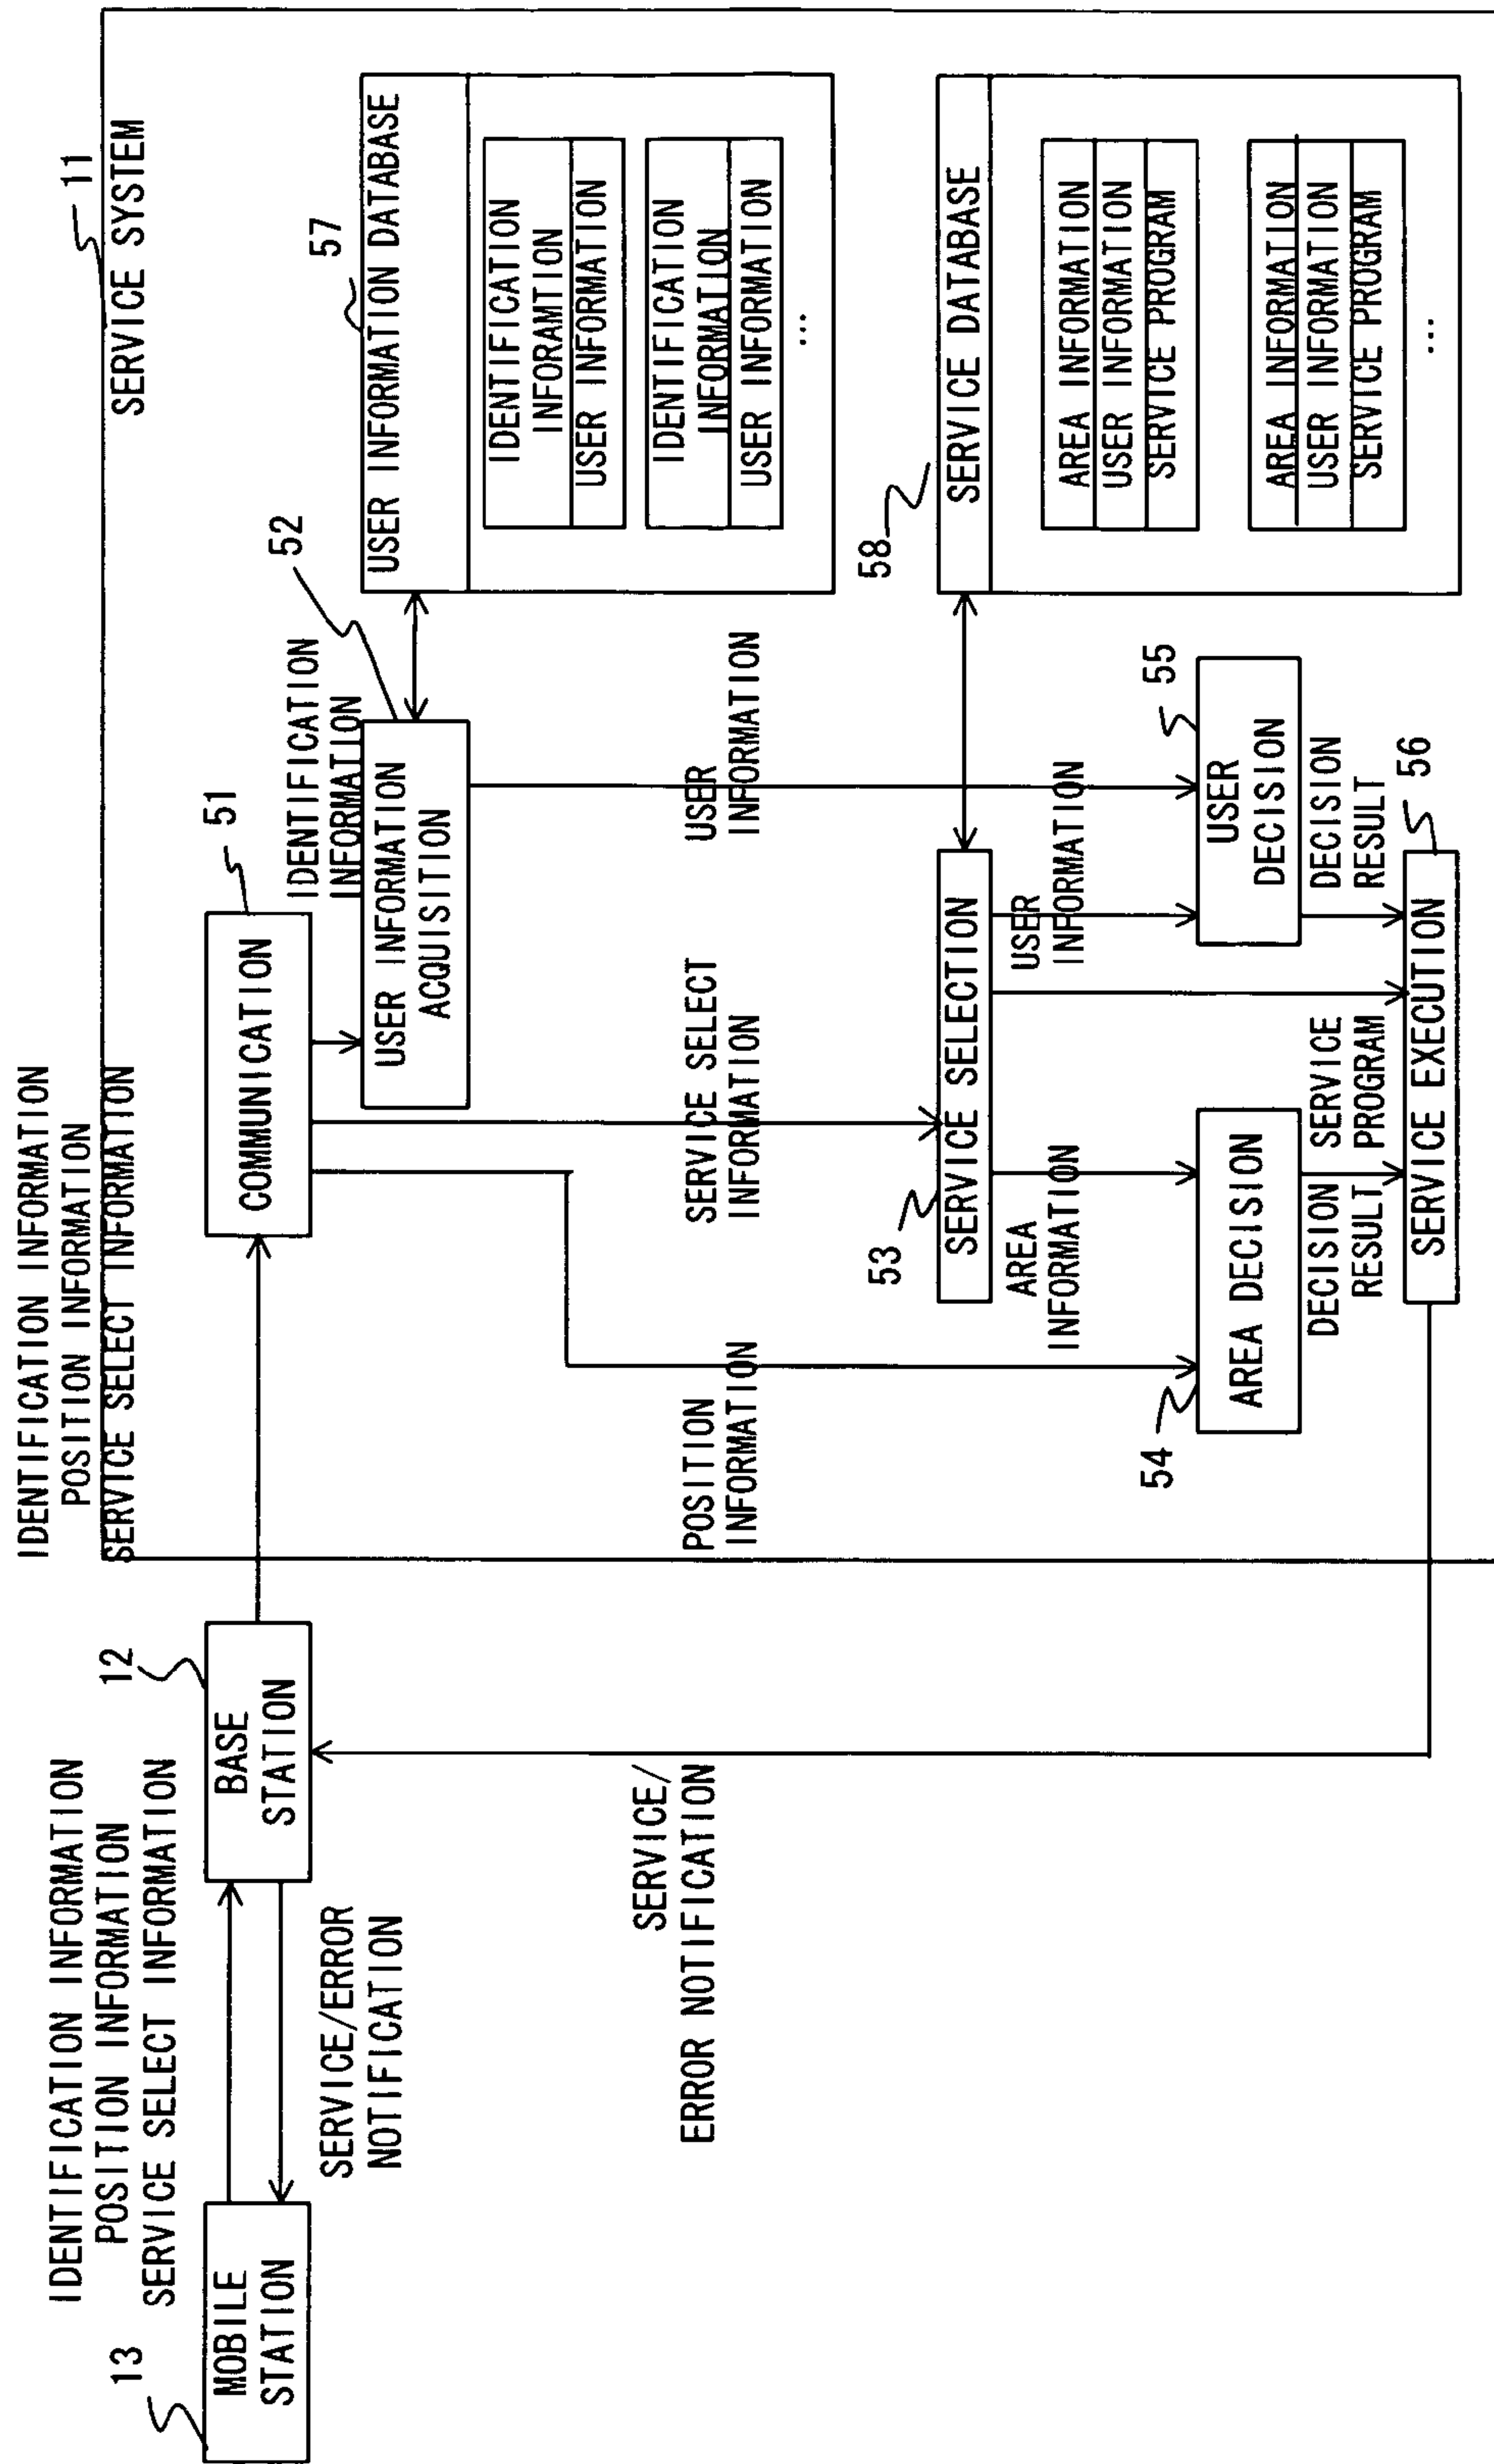 IDENTIFICATION INFORMATION
POSITION INFORMATION
SERVICE SELECT INFORMATION
13
MOBILE
STATION
SERVICE/ERROR
NOTIFICATION
12
BASE
STATION
SERVICE/
ERROR NOTIFICATION
IDENTIFICATION INFORMATION
POSITION INFORMATION
SERVICE SELECT INFORMATION
11
SERVICE SYSTEM
51
COMMUNICATION
IDENTIFICATION
INFORMATION
52
USER INFORMATION
ACQUISITION
57
USER INFORMATION DATABASE
IDENTIFICATION
INFORAMTION
USER INFORMATION
IDENTIFICATION
INFORMATION
USER INFORMATION
...
POSITION
INFORMATION
SERVICE SELECT
INFORMATION
USER
INFORMATION
53
SERVICE SELECTION
58
SERVICE DATABASE
AREA INFORMATION
USER INFORMATION
SERVICE PROGRAM
AREA INFORMATION
USER INFORMATION
SERVICE PROGRAM
...
AREA
INFORMATION
USER
INFORMATION
54
AREA DECISION
55
USER
DECISION
DECISION
RESULT
SERVICE
PROGRAM
DECISION
RESULT
56
SERVICE EXECUTION